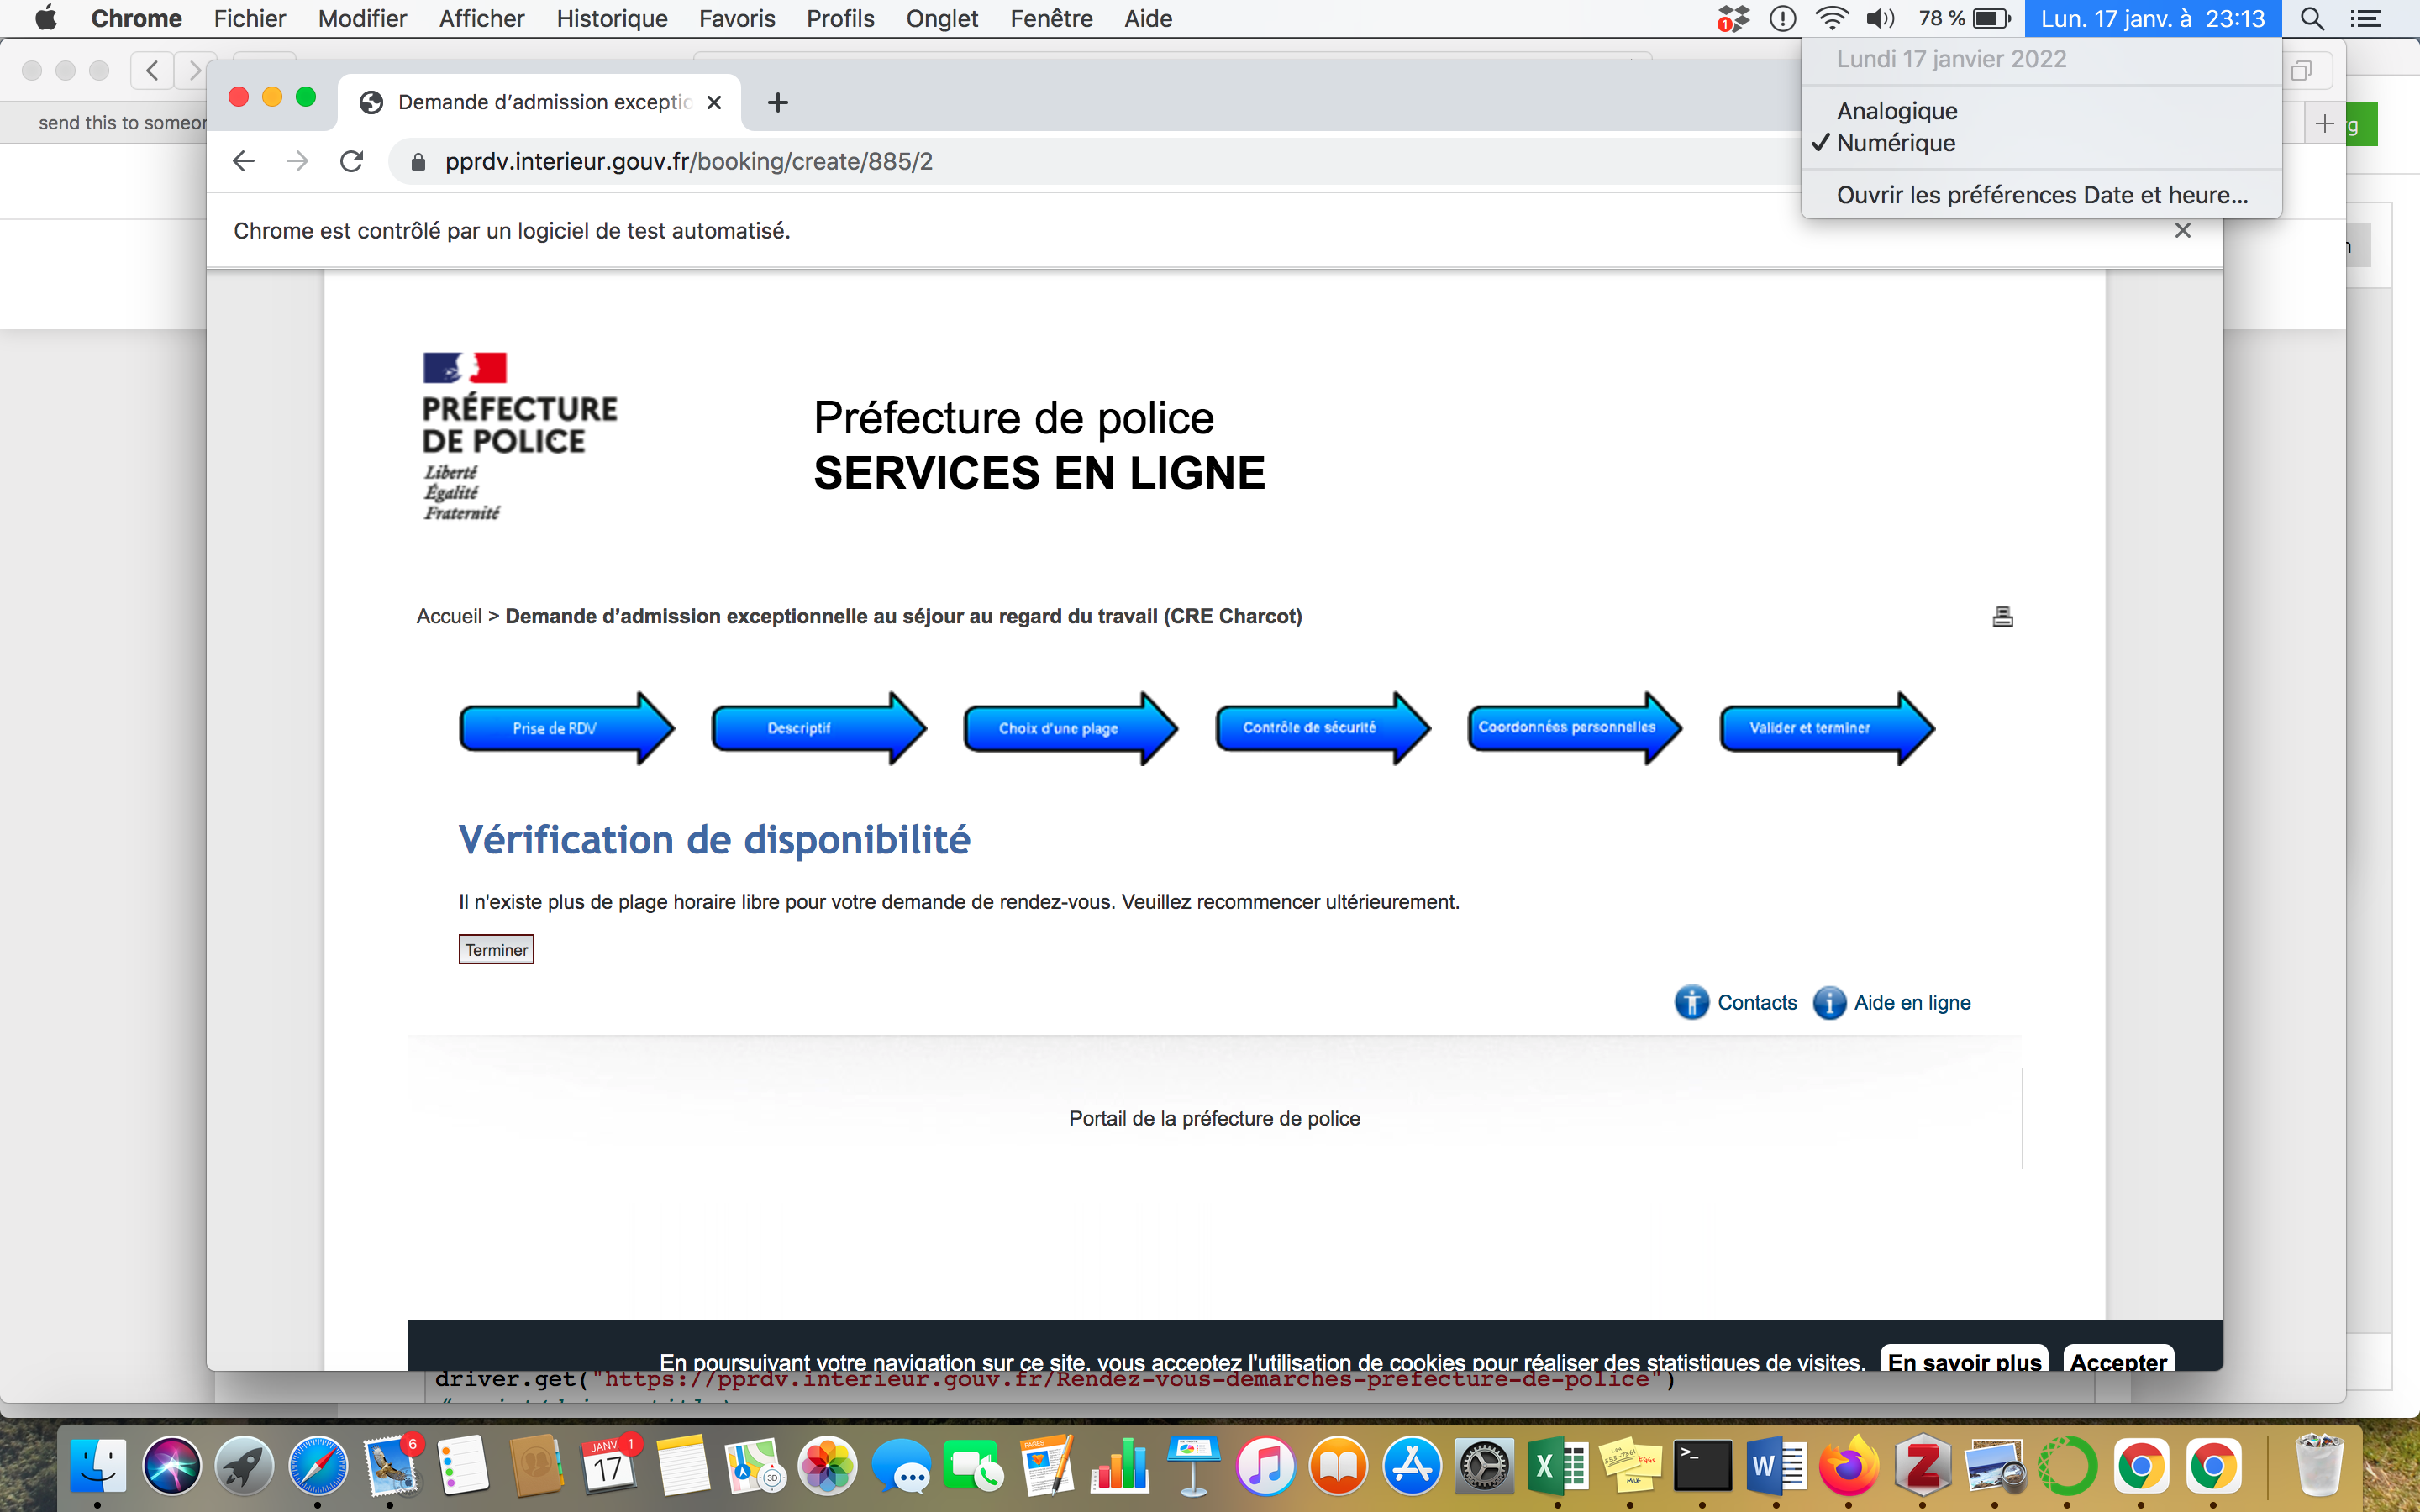 Chrome Fichier Modifier Afficher Historique Favoris Profils Onglet Fenêtre Aide
1 78 % Lun. 17 janv. à 23:13
Lundi 17 janvier 2022
Analogique
✓ Numérique
Ouvrir les préférences Date et heure...
send this to someor
Demande d'admission exceptio
pprdv.interieur.gouv.fr/booking/create/885/2
Chrome est contrôlé par un logiciel de test automatisé.
PRÉFECTURE
DE POLICE
Liberté
Égalité
Fraternité
Préfecture de police
SERVICES EN LIGNE
Accueil > Demande d'admission exceptionnelle au séjour au regard du travail (CRE Charcot)
Prise de RDV
Descriptif
Choix d'une plage
Contrôle de sécurité
Coordonnées personnelles
Valider et terminer
Vérification de disponibilité
Il n'existe plus de plage horaire libre pour votre demande de rendez-vous. Veuillez recommencer ultérieurement.
Terminer
Contacts
Aide en ligne
Portail de la préfecture de police
En poursuivant votre navigation sur ce site, vous acceptez l'utilisation de cookies pour réaliser des statistiques de visites.
En savoir plus
Accepter
driver.get("https://pprdv.interieur.gouv.fr/Rendez-vous-demarches-prefecture-de-police")
6
JANV
17
1
3D
PAGES